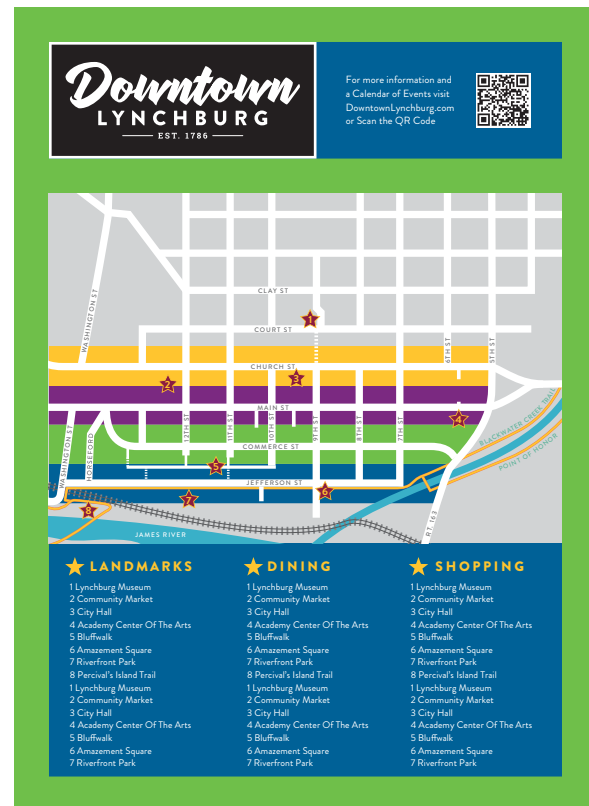 Downtown
LYNCHBURG
EST. 1786
For more information and
a Calendar of Events visit
DowntownLynchburg.com
or Scan the QR Code
CLAY ST
1
COURT ST
WASHINGTON ST
6TH ST
5TH ST
CHURCH ST
2
3
MAIN ST
4
12TH ST
11TH ST
10TH ST
9TH ST
8TH ST
7TH ST
WASHINGTON ST
HORSEFORD
COMMERCE ST
BLACKWATER CREEK TRAIL
POINT OF HONOR
5
JEFFERSON ST
6
7
8
RT. 163
JAMES RIVER
LANDMARKS
1 Lynchburg Museum
2 Community Market
3 City Hall
4 Academy Center Of The Arts
5 Bluffwalk
6 Amazement Square
7 Riverfront Park
8 Percival's Island Trail
1 Lynchburg Museum
2 Community Market
3 City Hall
4 Academy Center Of The Arts
5 Bluffwalk
6 Amazement Square
7 Riverfront Park
DINING
1 Lynchburg Museum
2 Community Market
3 City Hall
4 Academy Center Of The Arts
5 Bluffwalk
6 Amazement Square
7 Riverfront Park
8 Percival's Island Trail
1 Lynchburg Museum
2 Community Market
3 City Hall
4 Academy Center Of The Arts
5 Bluffwalk
6 Amazement Square
7 Riverfront Park
SHOPPING
1 Lynchburg Museum
2 Community Market
3 City Hall
4 Academy Center Of The Arts
5 Bluffwalk
6 Amazement Square
7 Riverfront Park
8 Percival's Island Trail
1 Lynchburg Museum
2 Community Market
3 City Hall
4 Academy Center Of The Arts
5 Bluffwalk
6 Amazement Square
7 Riverfront Park